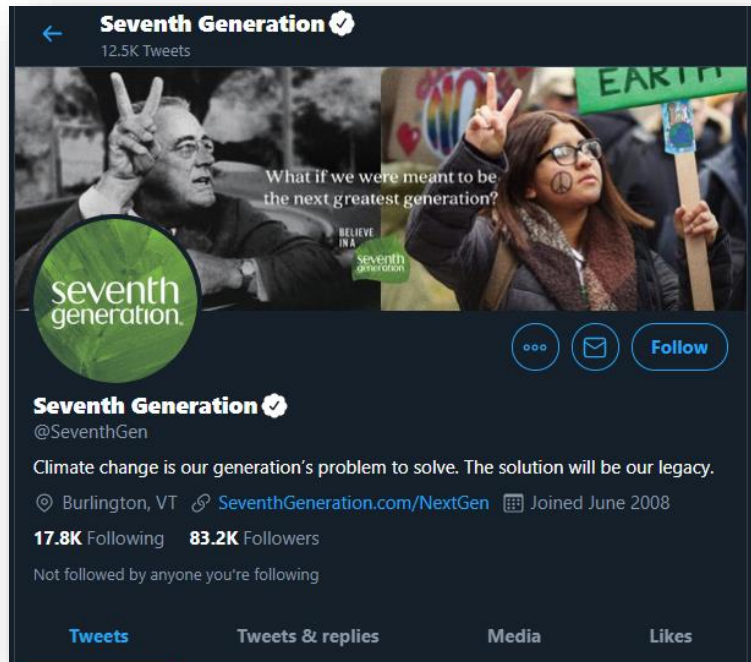 Seventh Generation
12.5K Tweets
EARTH
What if we were meant to be
the next greatest generation?
BELIEVE
IN A
seventh
generation
seventh
generation.
Follow
Seventh Generation
@SeventhGen
Climate change is our generation's problem to solve. The solution will be our legacy.
Burlington, VT SeventhGeneration.com/NextGen Joined June 2008
17.8K Following 83.2K Followers
Not followed by anyone you're following
Tweets Tweets & replies Media Likes